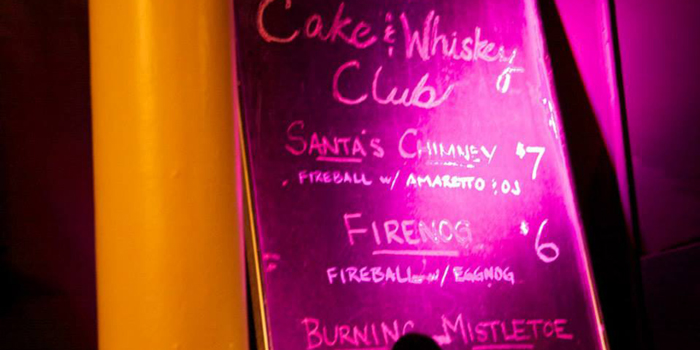 Cake & Whiskey
Club
SANTA'S CHIMNEY $7
FIREBALL w/ AMARETTO & OJ
FIRENOG $6
FIREBALL w/ EGGNOG
BURNING MISTLETOE